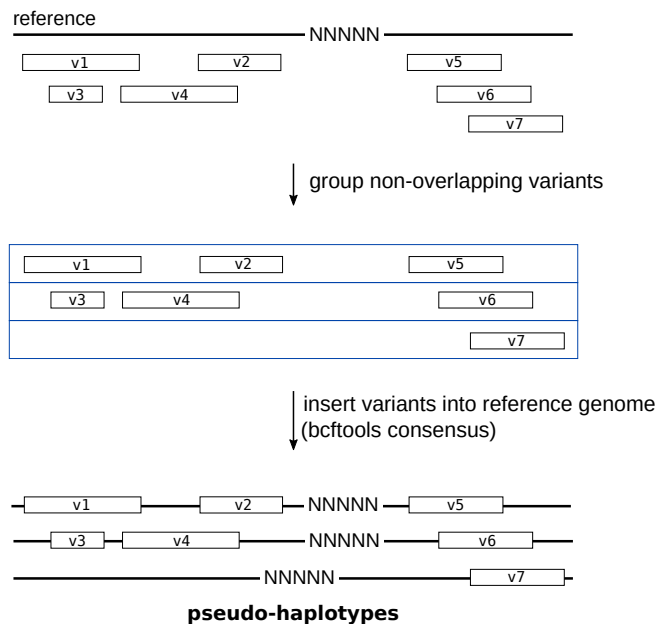 reference
NNNNN
v1 v2 v5
v3 v4 v6
v7
group non-overlapping variants
v1 v2 v5
v3 v4 v6
v7
insert variants into reference genome
(bcftools consensus)
v1 v2 NNNNN v5
v3 v4 NNNNN v6
NNNNN v7
pseudo-haplotypes